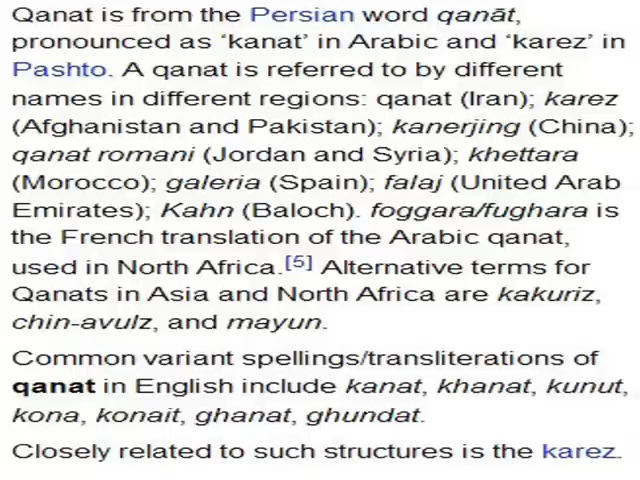 Qanat is from the Persian word qanāt,
pronounced as ‘kanat’ in Arabic and ‘karez’ in
Pashto. A qanat is referred to by different
names in different regions: qanat (Iran); karez
(Afghanistan and Pakistan); kanerjing (China);
qanat romani (Jordan and Syria); khettara
(Morocco); galeria (Spain); falaj (United Arab
Emirates); Kahn (Baloch). foggara/fughara is
the French translation of the Arabic qanat,
used in North Africa.[5] Alternative terms for
Qanats in Asia and North Africa are kakuriz,
chin-avulz, and mayun.
Common variant spellings/transliterations of
qanat in English include kanat, khanat, kunut,
kona, konait, ghanat, ghundat.
Closely related to such structures is the karez.